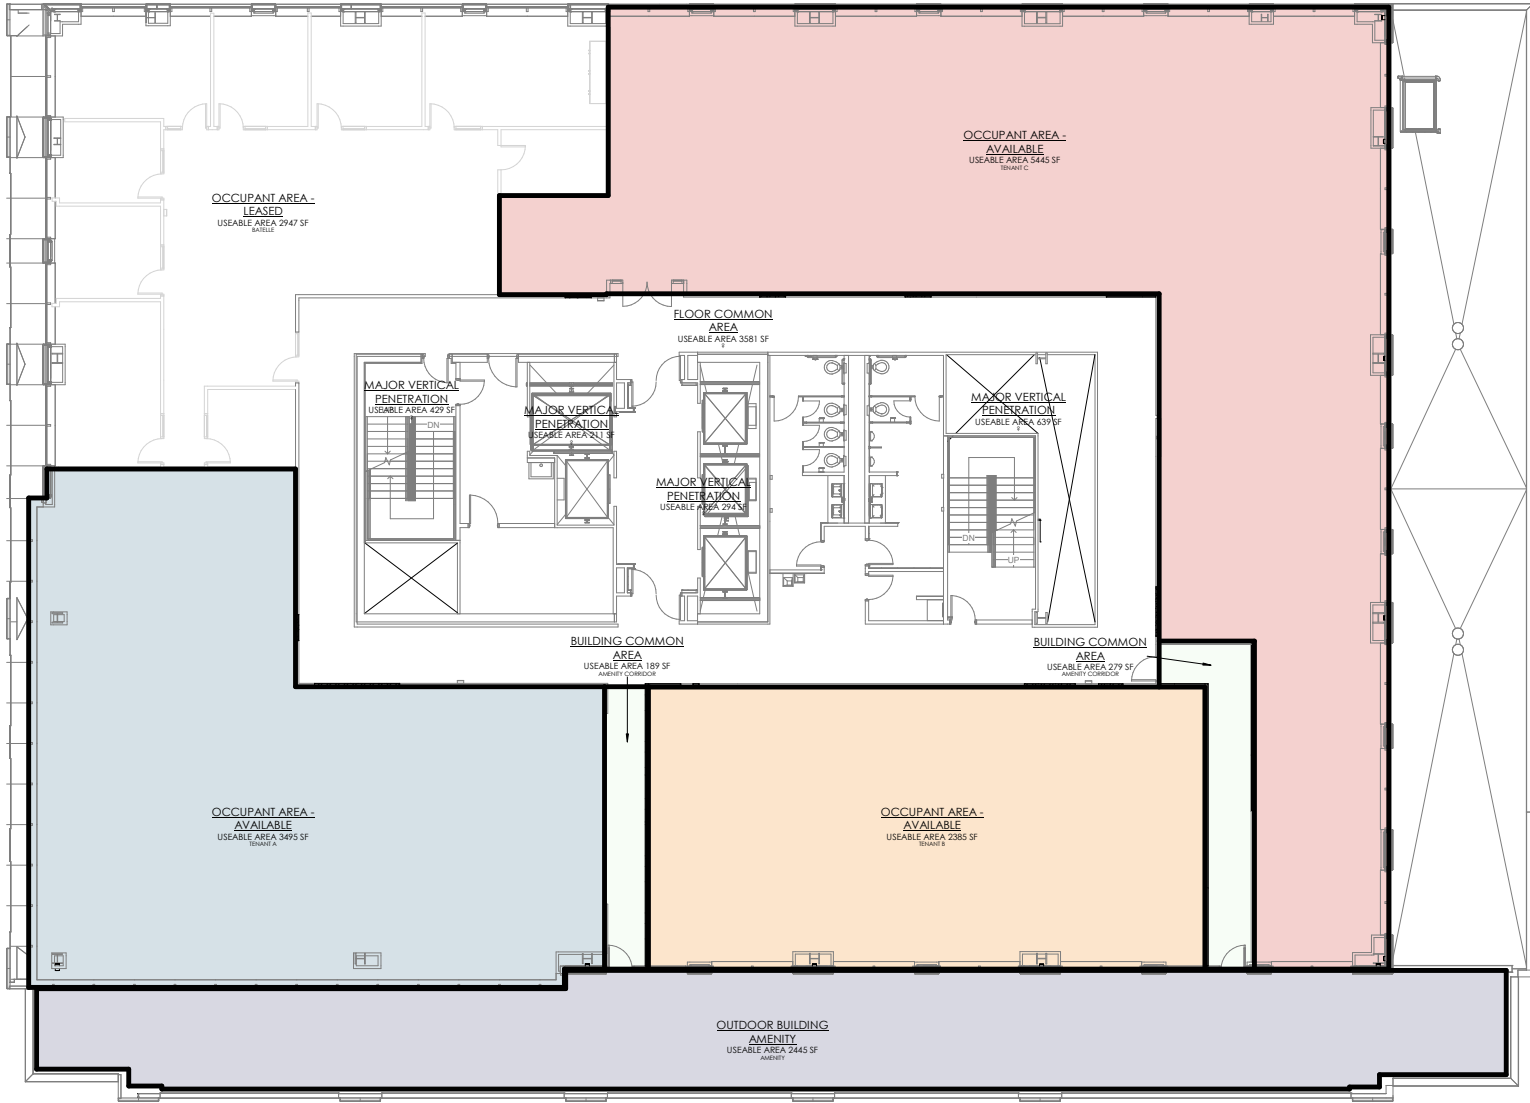 OCCUPANT AREA -
AVAILABLE
USEABLE AREA 5445 SF
TENANT C
OCCUPANT AREA -
LEASED
USEABLE AREA 2947 SF
BATELLE
FLOOR COMMON
AREA
USEABLE AREA 3581 SF
MAJOR VERTICAL
PENETRATION
USEABLE AREA 429 SF
DN
MAJOR VERTICAL
PENETRATION
USEABLE AREA 211 SF
MAJOR VERTICAL
PENETRATION
USEABLE AREA 639 SF
MAJOR VERTICAL
PENETRATION
USEABLE AREA 294 SF
DN
UP
BUILDING COMMON
AREA
USEABLE AREA 189 SF
AMENITY CORRIDOR
BUILDING COMMON
AREA
USEABLE AREA 279 SF
AMENITY CORRIDOR
OCCUPANT AREA -
AVAILABLE
USEABLE AREA 3495 SF
TENANT A
OCCUPANT AREA -
AVAILABLE
USEABLE AREA 2385 SF
TENANT B
OUTDOOR BUILDING
AMENITY
USEABLE AREA 2445 SF
AMENITY